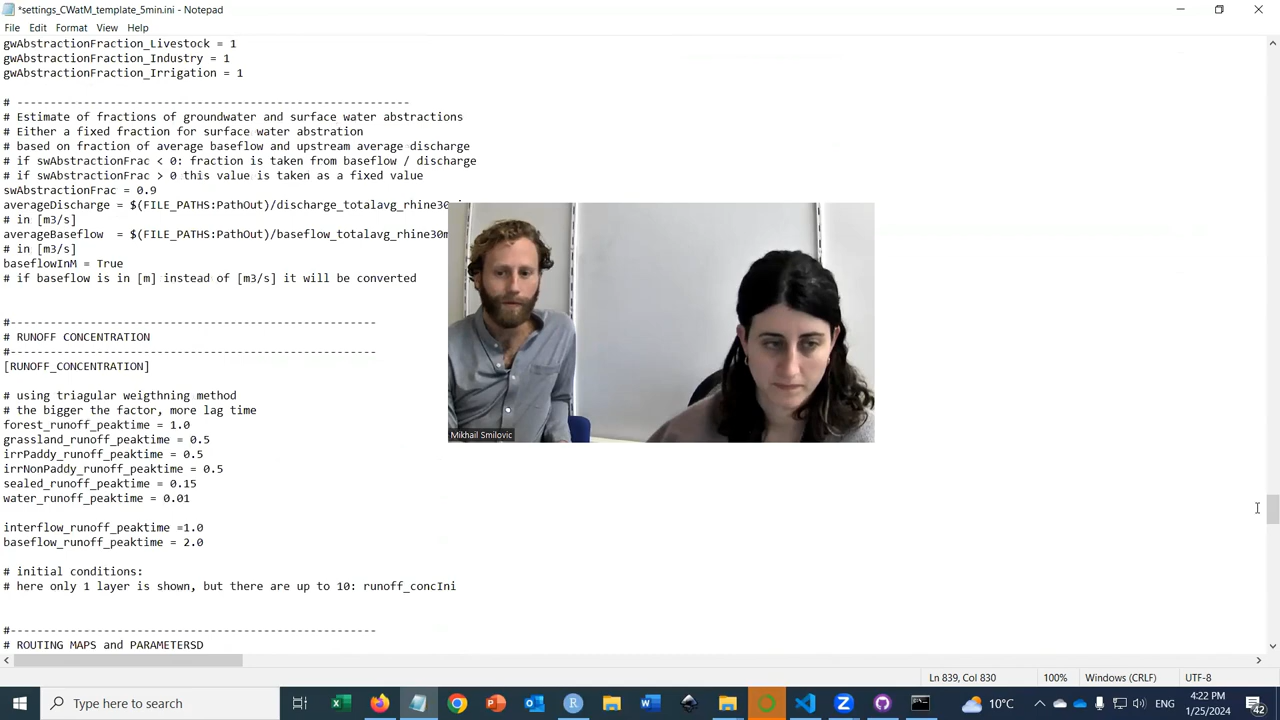 *settings_CWatM_template_5min.ini - Notepad
File Edit Format View Help
gwAbstractionFraction_Livestock = 1
gwAbstractionFraction_Industry = 1
gwAbstractionFraction_Irrigation = 1
# -----------------------------------------------------------
# Estimate of fractions of groundwater and surface water abstractions
# Either a fixed fraction for surface water abstration
# based on fraction of average baseflow and upstream average discharge
# if swAbstractionFrac < 0: fraction is taken from baseflow / discharge
# if swAbstractionFrac > 0 this value is taken as a fixed value
swAbstractionFrac = 0.9
averageDischarge = $(FILE_PATHS:PathOut)/discharge_totalavg_rhine30
# in [m3/s]
averageBaseflow = $(FILE_PATHS:PathOut)/baseflow_totalavg_rhine30m
# in [m3/s]
baseflowInM = True
# if baseflow is in [m] instead of [m3/s] it will be converted
#------------------------------------------------------
# RUNOFF CONCENTRATION
#------------------------------------------------------
[RUNOFF_CONCENTRATION]
# using triagular weigthning method
# the bigger the factor, more lag time
forest_runoff_peaktime = 1.0
grassland_runoff_peaktime = 0.5
irrPaddy_runoff_peaktime = 0.5
irrNonPaddy_runoff_peaktime = 0.5
sealed_runoff_peaktime = 0.15
water_runoff_peaktime = 0.01
interflow_runoff_peaktime =1.0
baseflow_runoff_peaktime = 2.0
# initial conditions:
# here only 1 layer is shown, but there are up to 10: runoff_concIni
#------------------------------------------------------
# ROUTING MAPS and PARAMETERSD
Mikhail Smilovic
Ln 839, Col 830 100% Windows (CRLF) UTF-8
Type here to search
10°C
4:22 PM
1/25/2024
42